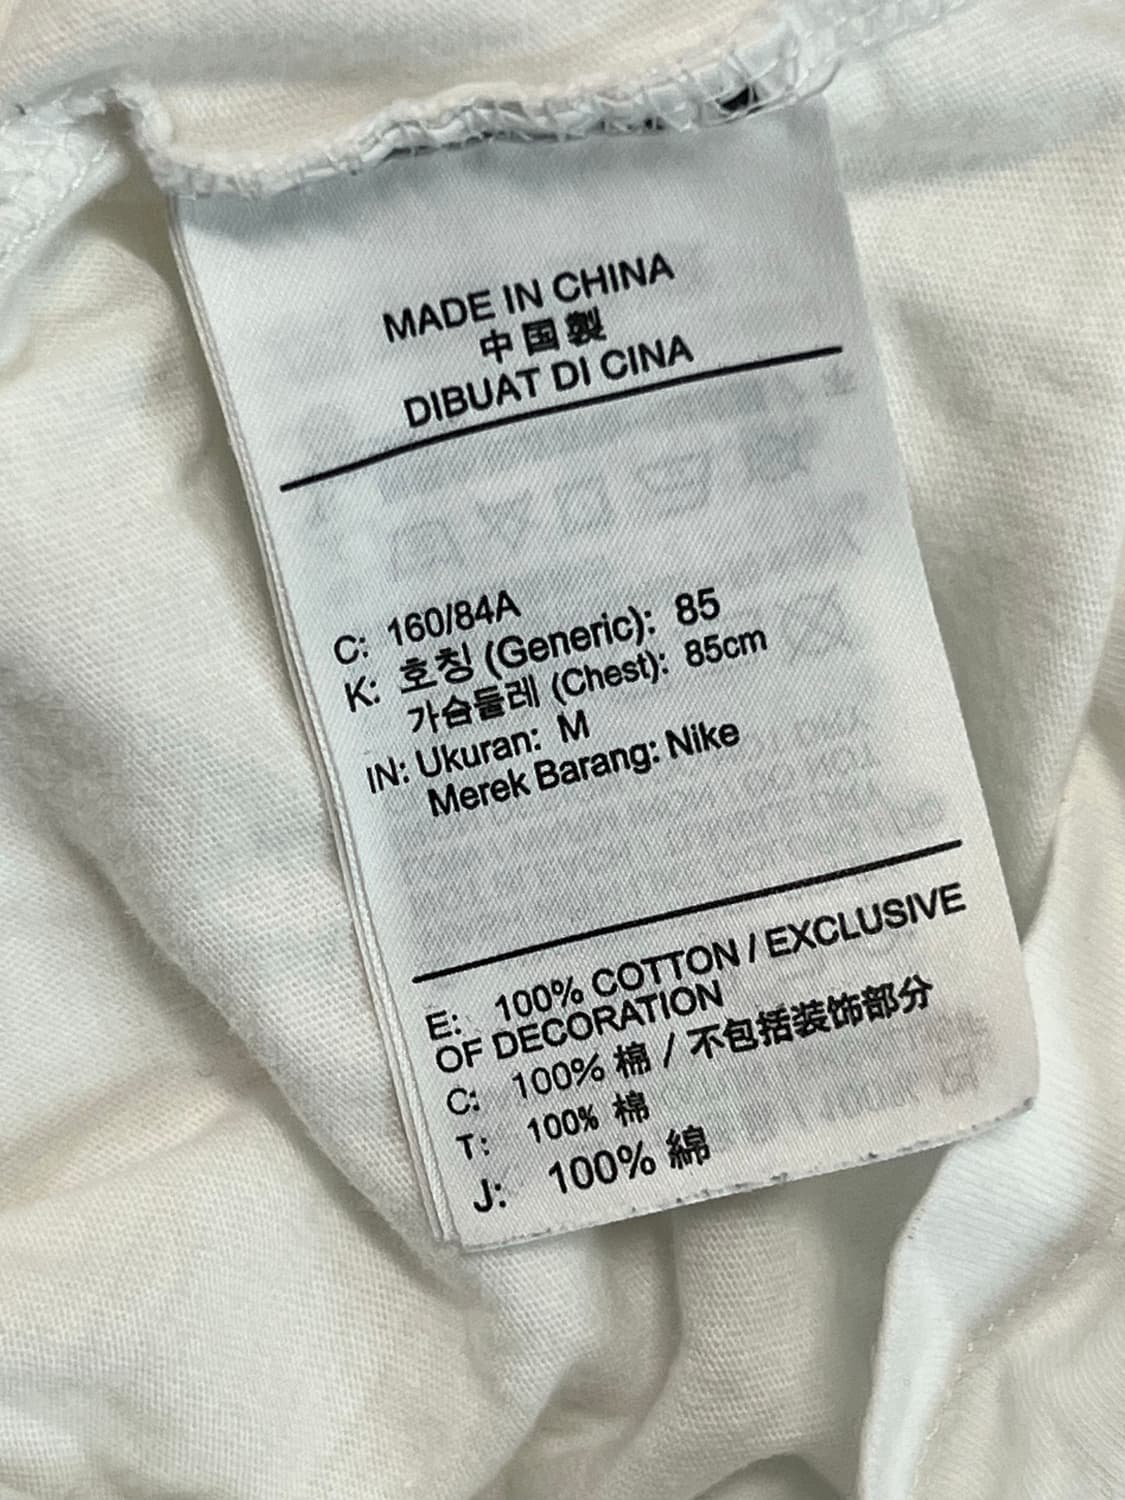 MADE IN CHINA
中国製
DIBUAT DI CINA
C: 160/84A
K: 호칭 (Generic): 85
가슴둘레 (Chest): 85cm
IN: Ukuran: M
Merek Barang: Nike
E: 100% COTTON / EXCLUSIVE
OF DECORATION
C: 100% 棉 / 不包括装饰部分
T: 100% 棉
J: 100% 綿